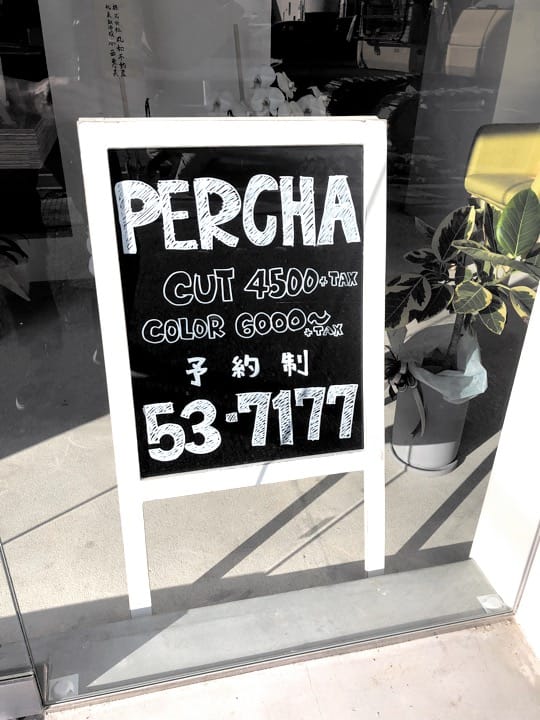 PERCHA
CUT 4500+TAX
COLOR 6000~+TAX
予約制
53-7177